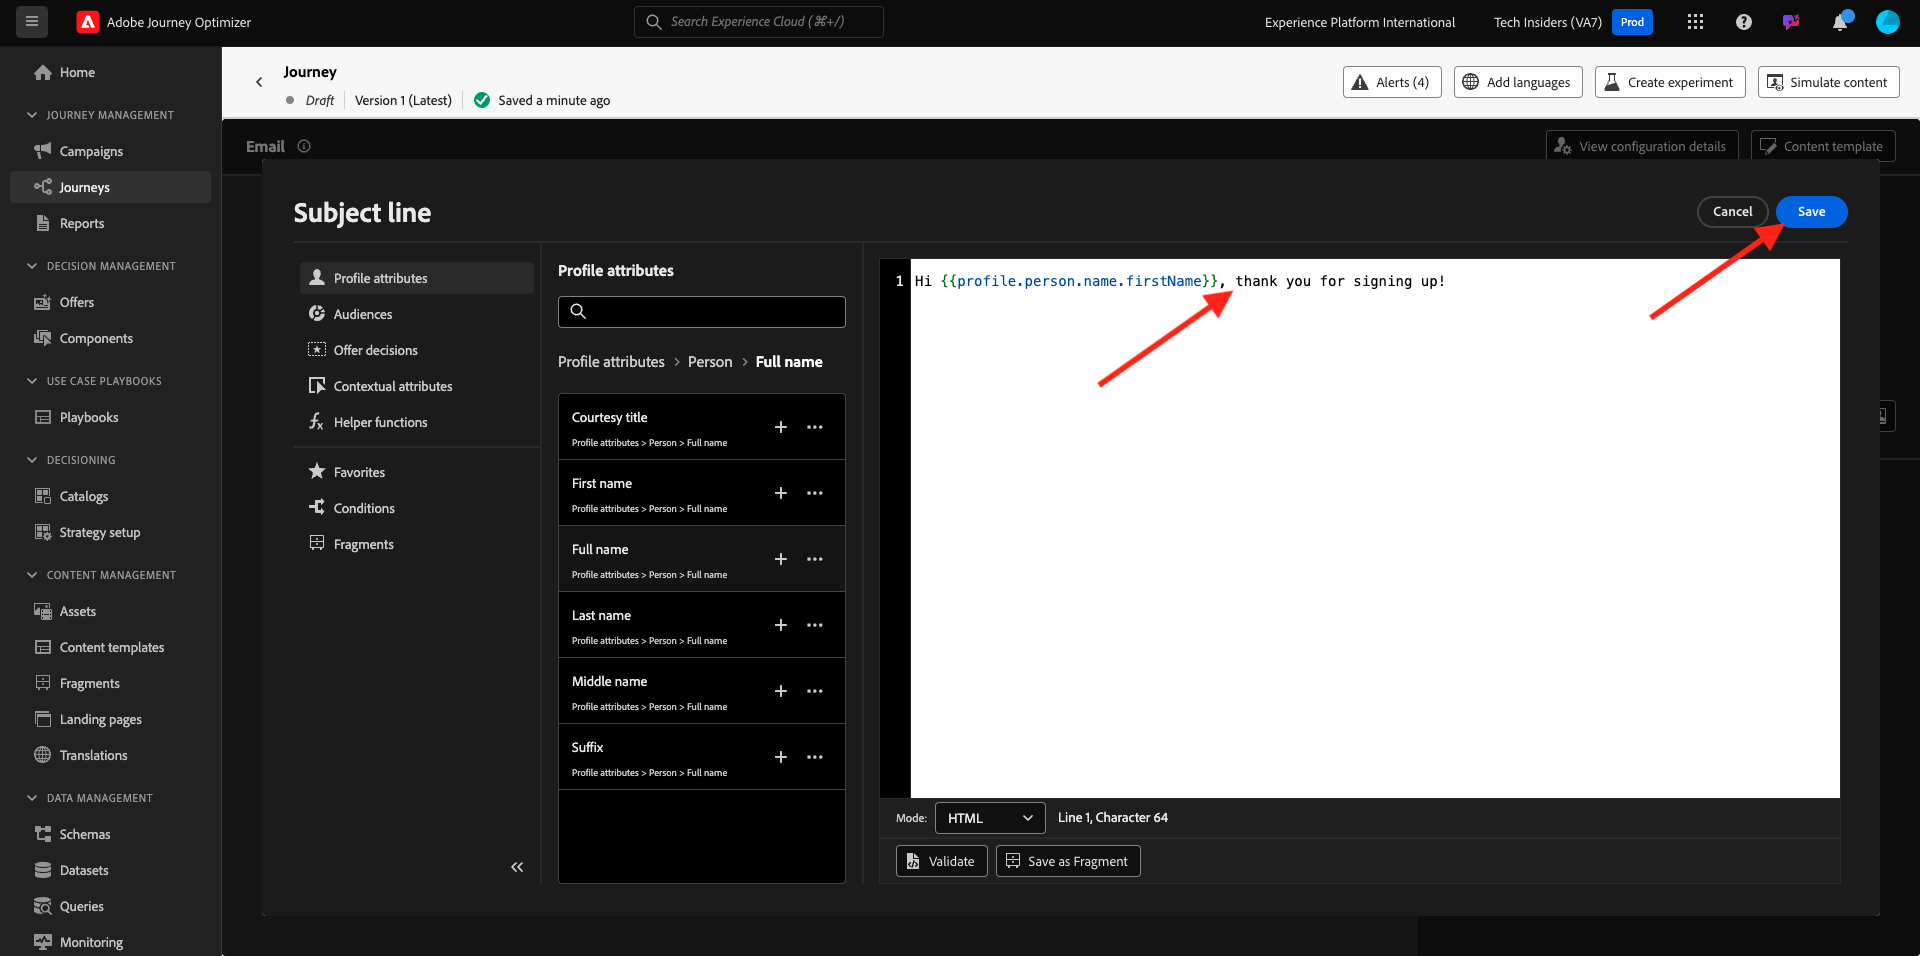 Adobe Journey Optimizer
Search Experience Cloud (⌘+/)
Experience Platform International
Tech Insiders (VA7)
Prod
Home
JOURNEY MANAGEMENT
Campaigns
Journeys
Reports
DECISION MANAGEMENT
Offers
Components
USE CASE PLAYBOOKS
Playbooks
DECISIONING
Catalogs
Strategy setup
CONTENT MANAGEMENT
Assets
Content templates
Fragments
Landing pages
Translations
DATA MANAGEMENT
Schemas
Datasets
Queries
Monitoring
Journey
Draft
Version 1 (Latest)
Saved a minute ago
Alerts (4)
Add languages
Create experiment
Simulate content
Email
View configuration details
Content template
Subject line
Cancel
Save
Profile attributes
Audiences
Offer decisions
Contextual attributes
Helper functions
Favorites
Conditions
Fragments
Profile attributes
Profile attributes > Person > Full name
Courtesy title
Profile attributes > Person > Full name
First name
Profile attributes > Person > Full name
Full name
Profile attributes > Person > Full name
Last name
Profile attributes > Person > Full name
Middle name
Profile attributes > Person > Full name
Suffix
Profile attributes > Person > Full name
1 Hi {{profile.person.name.firstName}}, thank you for signing up!
Mode: HTML Line 1, Character 64
Validate
Save as Fragment